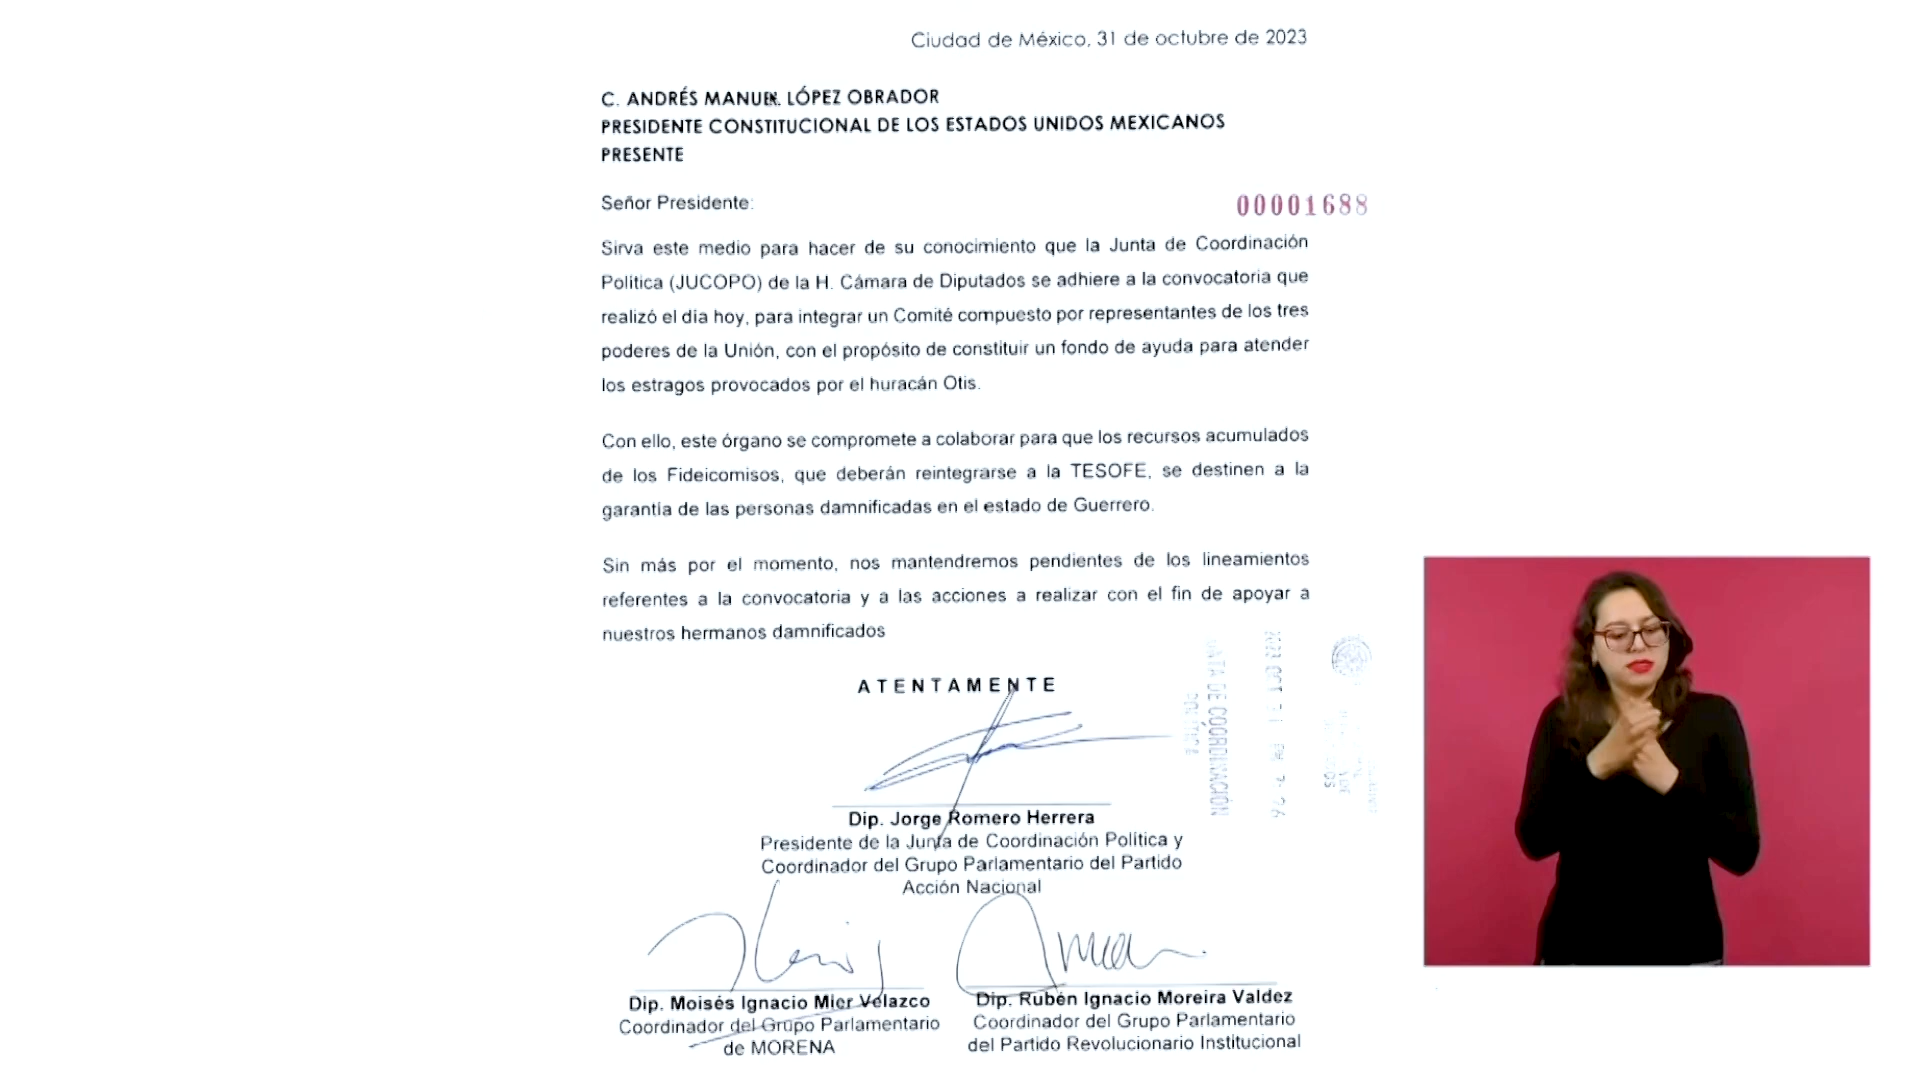 Ciudad de México, 31 de octubre de 2023
C. ANDRÉS MANUEL LÓPEZ OBRADOR
PRESIDENTE CONSTITUCIONAL DE LOS ESTADOS UNIDOS MEXICANOS
PRESENTE
Señor Presidente:
00001688
Sirva este medio para hacer de su conocimiento que la Junta de Coordinación
Política (JUCOPO) de la H. Cámara de Diputados se adhiere a la convocatoria que
realizó el día hoy, para integrar un Comité compuesto por representantes de los tres
poderes de la Unión, con el propósito de constituir un fondo de ayuda para atender
los estragos provocados por el huracán Otis.
Con ello, este órgano se compromete a colaborar para que los recursos acumulados
de los Fideicomisos, que deberán reintegrarse a la TESOFE, se destinen a la
garantía de las personas damnificadas en el estado de Guerrero.
Sin más por el momento, nos mantendremos pendientes de los lineamientos
referentes a la convocatoria y a las acciones a realizar con el fin de apoyar a
nuestros hermanos damnificados
ATENTAMENTE
DE COORDINACIÓN
Dip. Jorge Romero Herrera
Presidente de la Junta de Coordinación Política y
Coordinador del Grupo Parlamentario del Partido
Acción Nacional
Dip. Moisés Ignacio Mier Velazco
Coordinador del Grupo Parlamentario
de MORENA
Dip. Rubén Ignacio Moreira Valdez
Coordinador del Grupo Parlamentario
del Partido Revolucionario Institucional